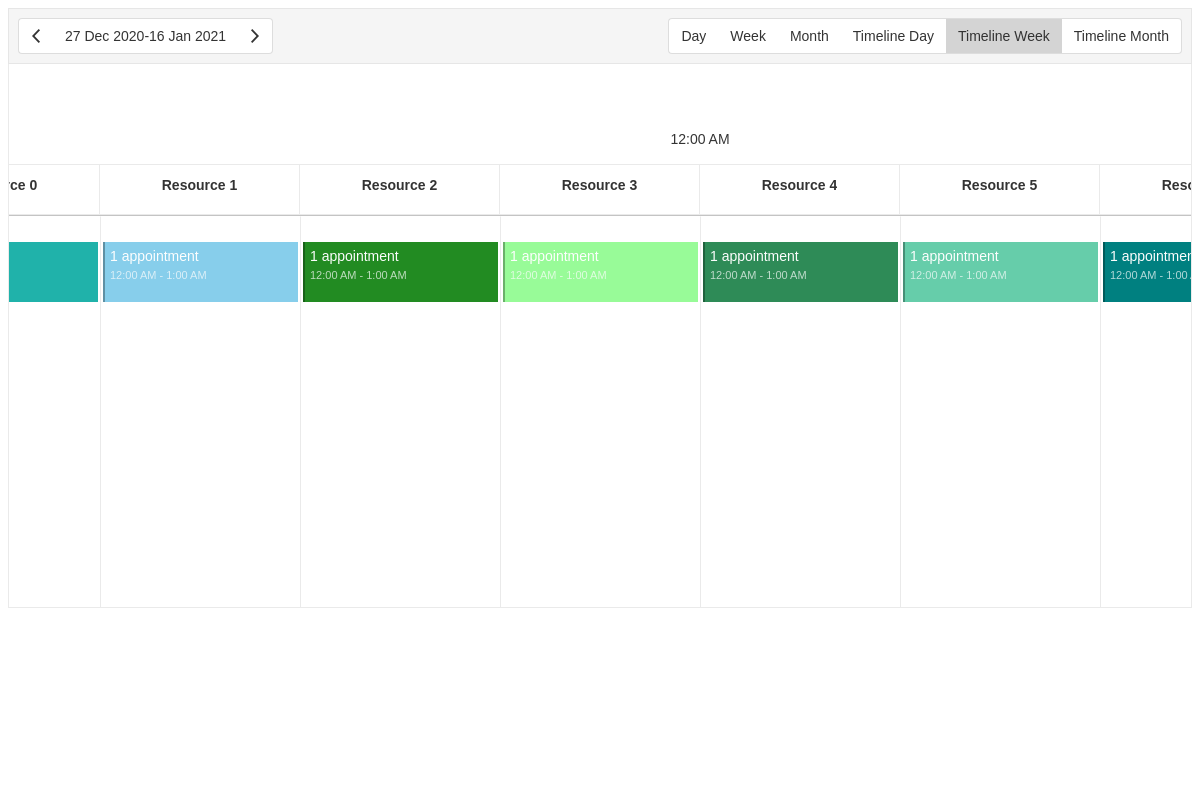 27 Dec 2020-16 Jan 2021
Day Week Month Timeline Day Timeline Week Timeline Month
12:00 AM
0 Resource 1 Resource 2 Resource 3 Resource 4 Resource 5
1 appointment 1 appointment 1 appointment 1 appointment 1 appointment 1
12:00 AM - 1:00 AM 12:00 AM - 1:00 AM 12:00 AM - 1:00 AM 12:00 AM - 1:00 AM 12:00 AM - 1:00 AM 12:00 AM - 1:00